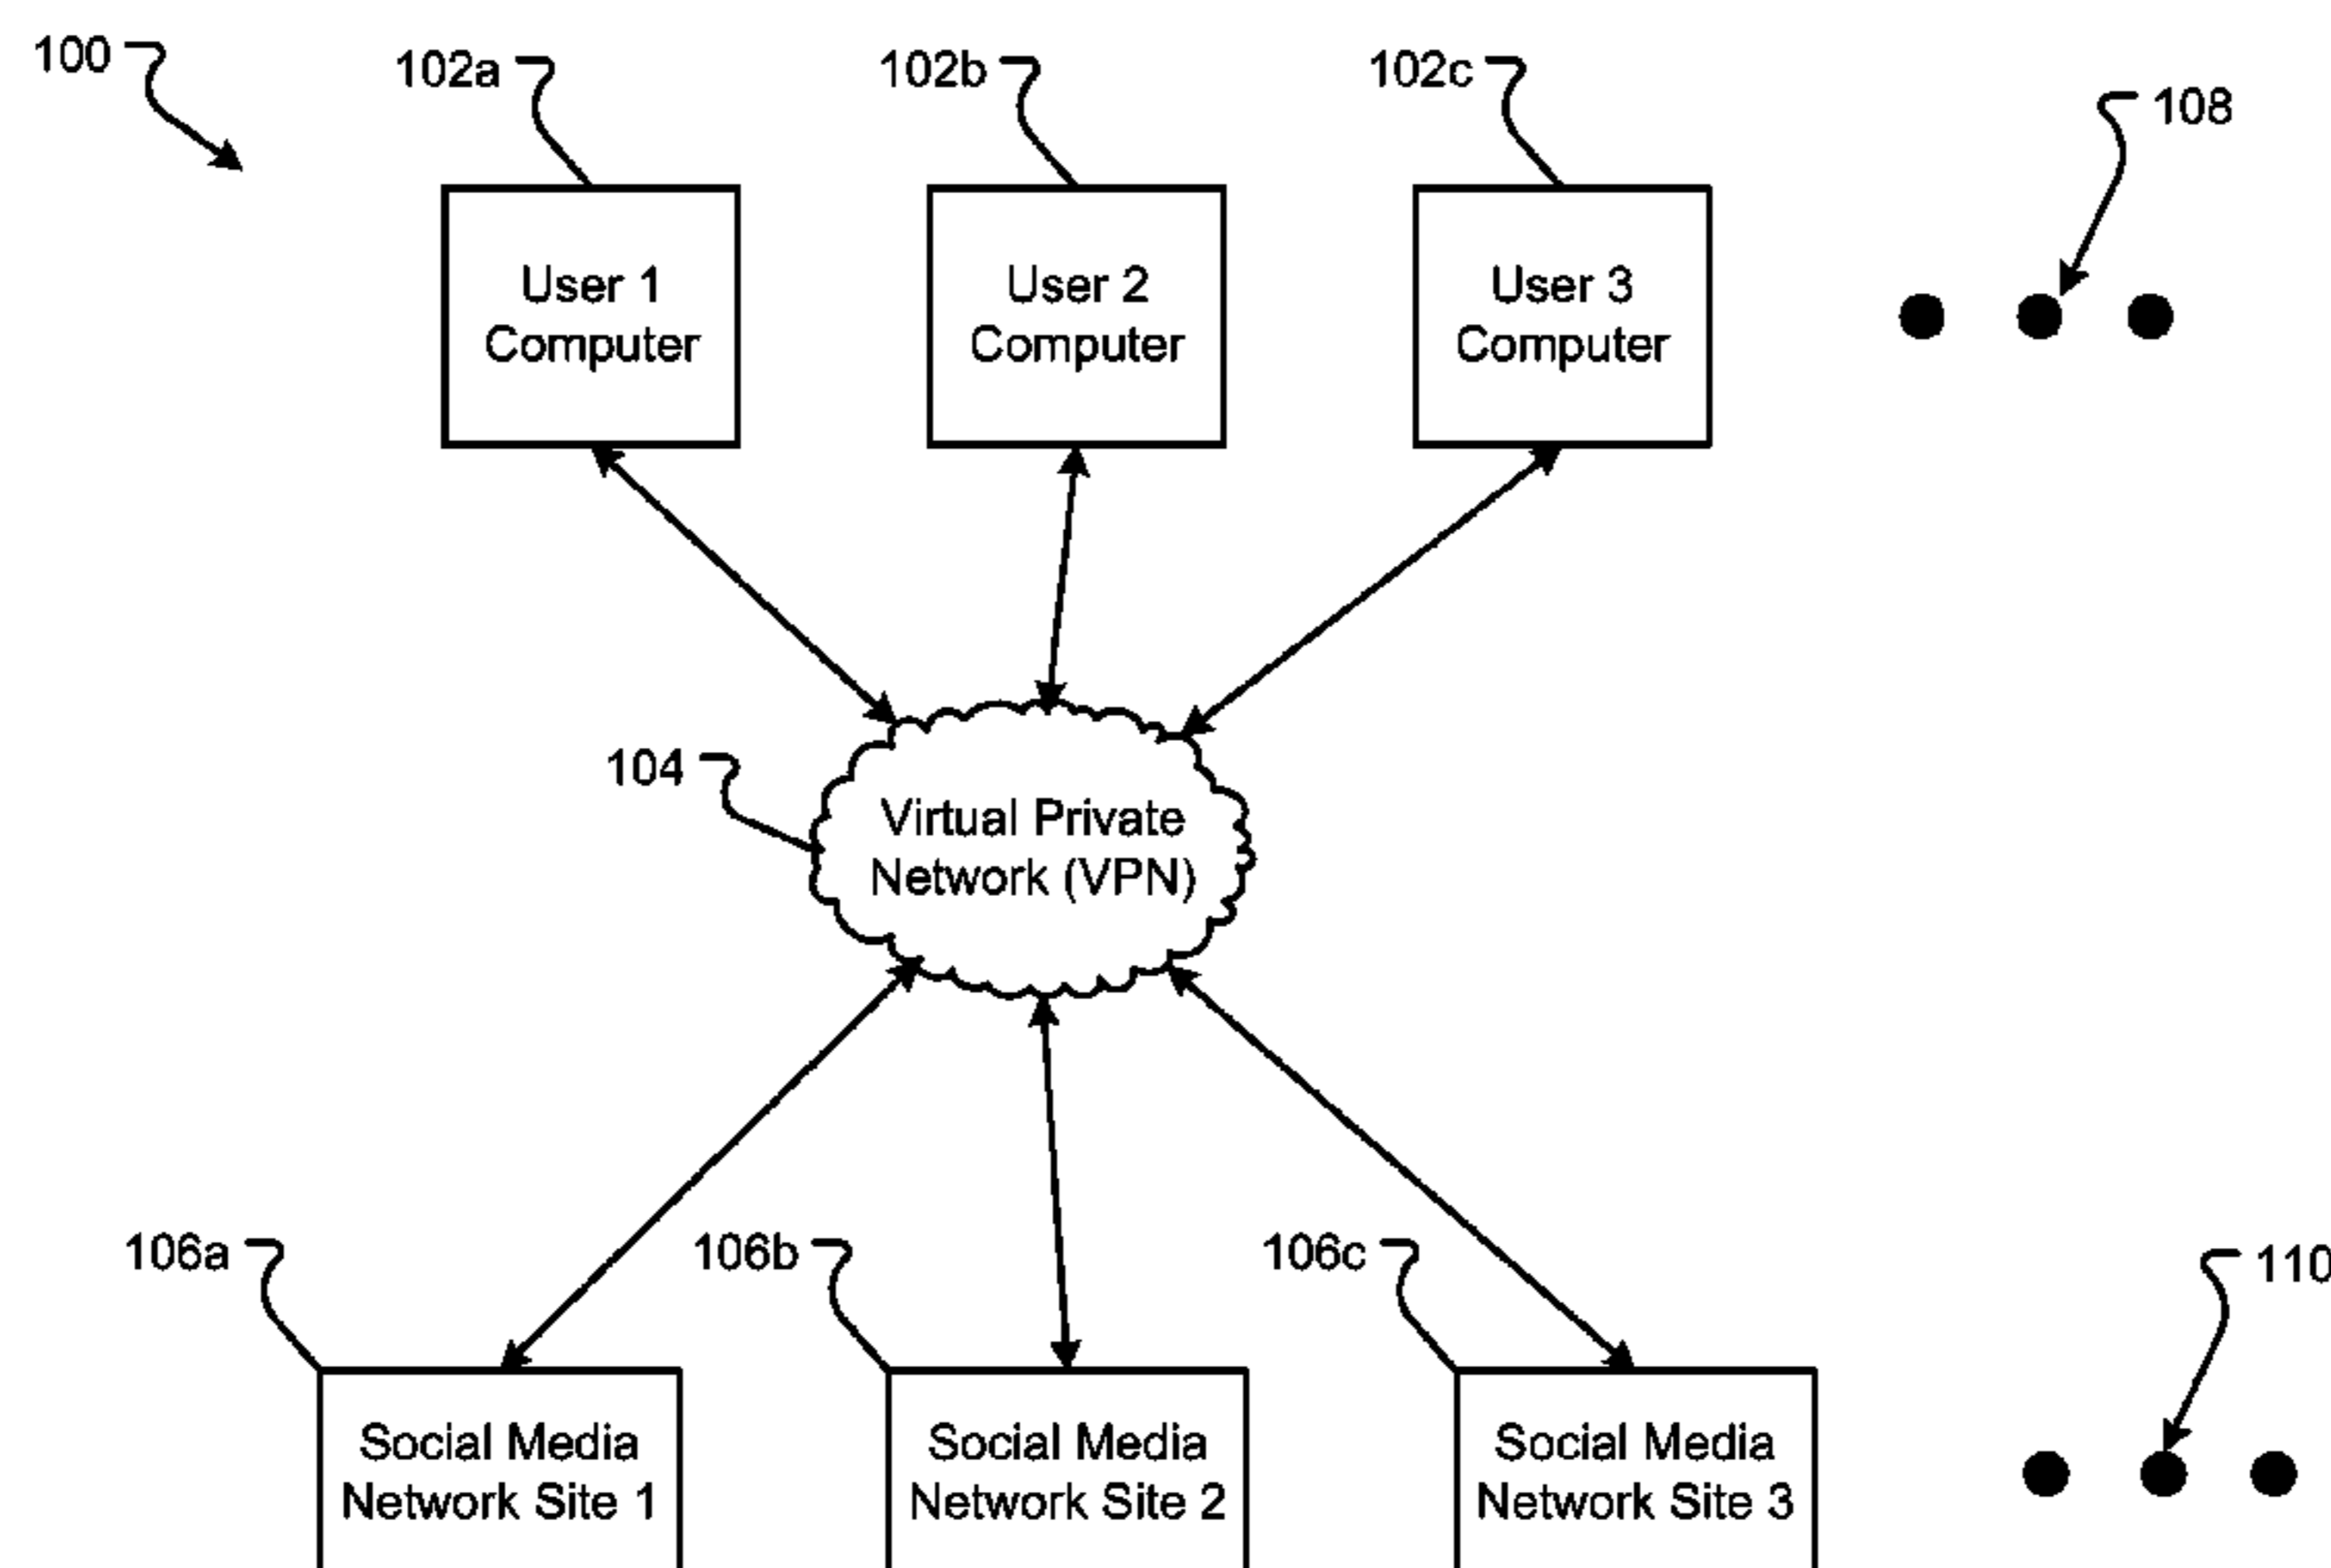 100
102a
102b
102c
108
User 1
Computer
User 2
Computer
User 3
Computer
104
Virtual Private
Network (VPN)
106a
106b
106c
110
Social Media
Network Site 1
Social Media
Network Site 2
Social Media
Network Site 3